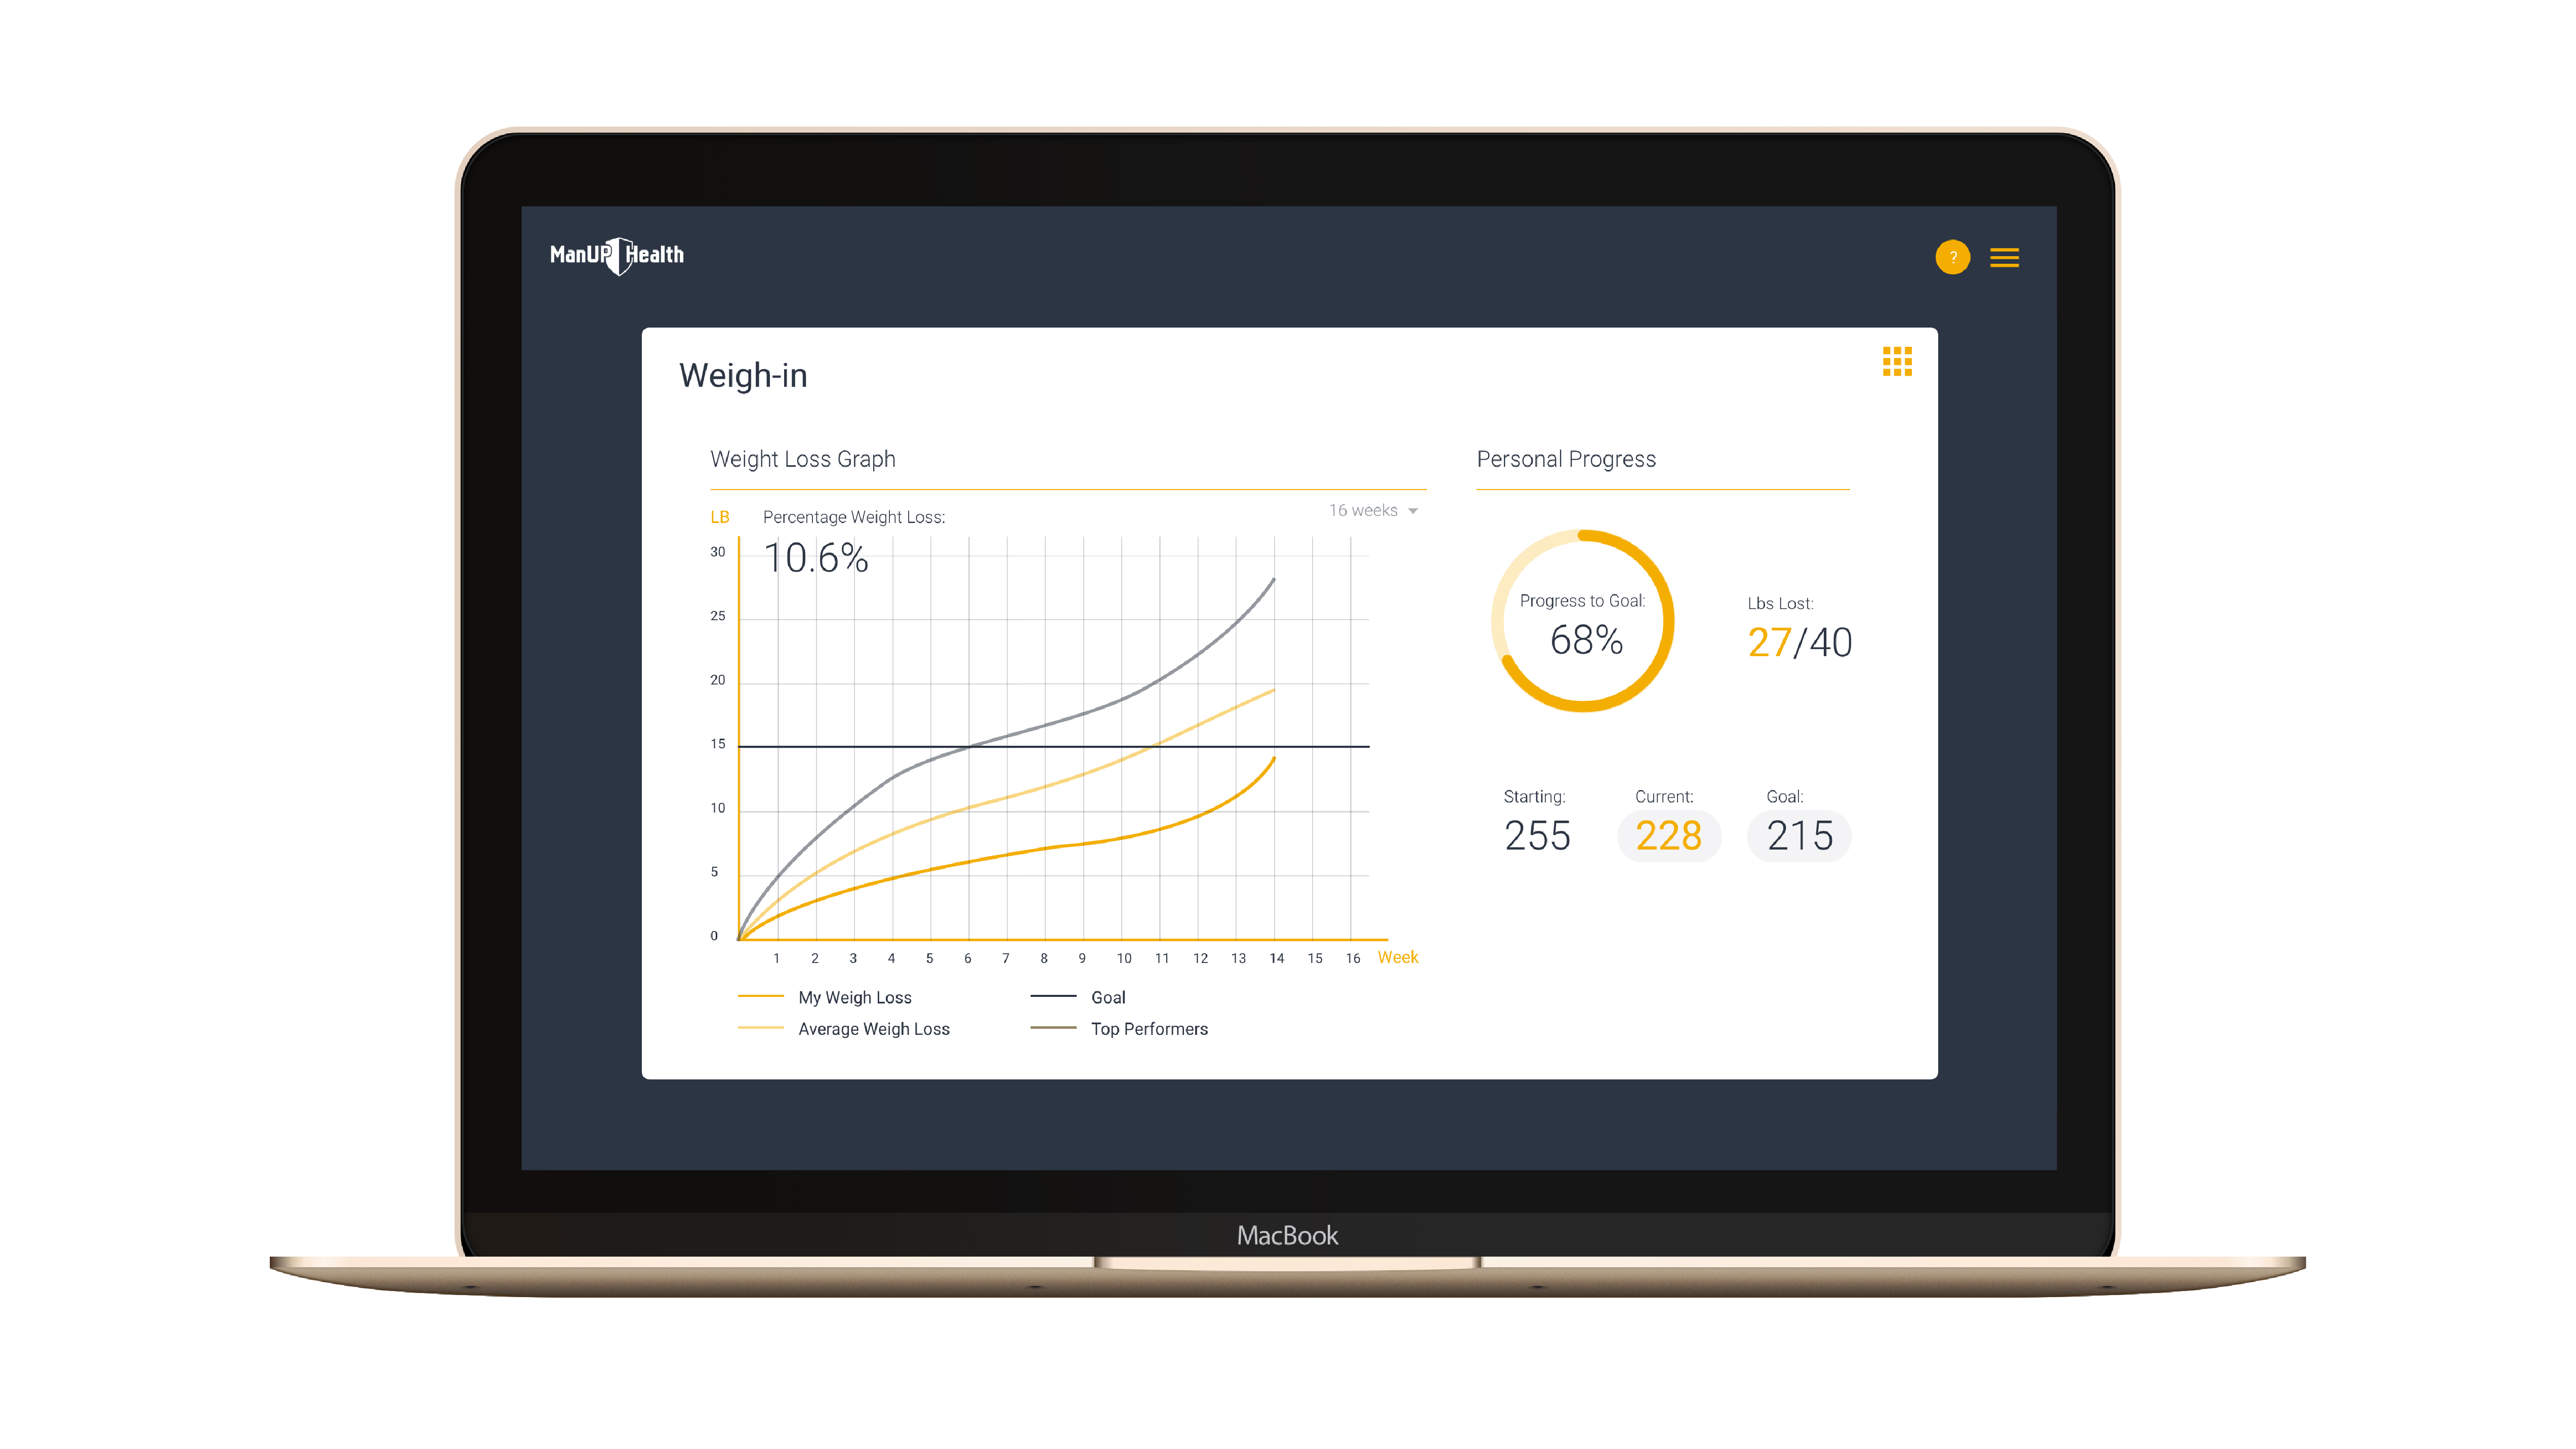 ManUP Health
?
Weigh-in
Weight Loss Graph
LB
Percentage Weight Loss:
10.6%
16 weeks
30
25
20
15
10
5
0
1 2 3 4 5 6 7 8 9 10 11 12 13 14 15 16 Week
My Weigh Loss
Goal
Average Weigh Loss
Top Performers
Personal Progress
Progress to Goal:
68%
Lbs Lost:
27/40
Starting:
255
Current:
228
Goal:
215
MacBook